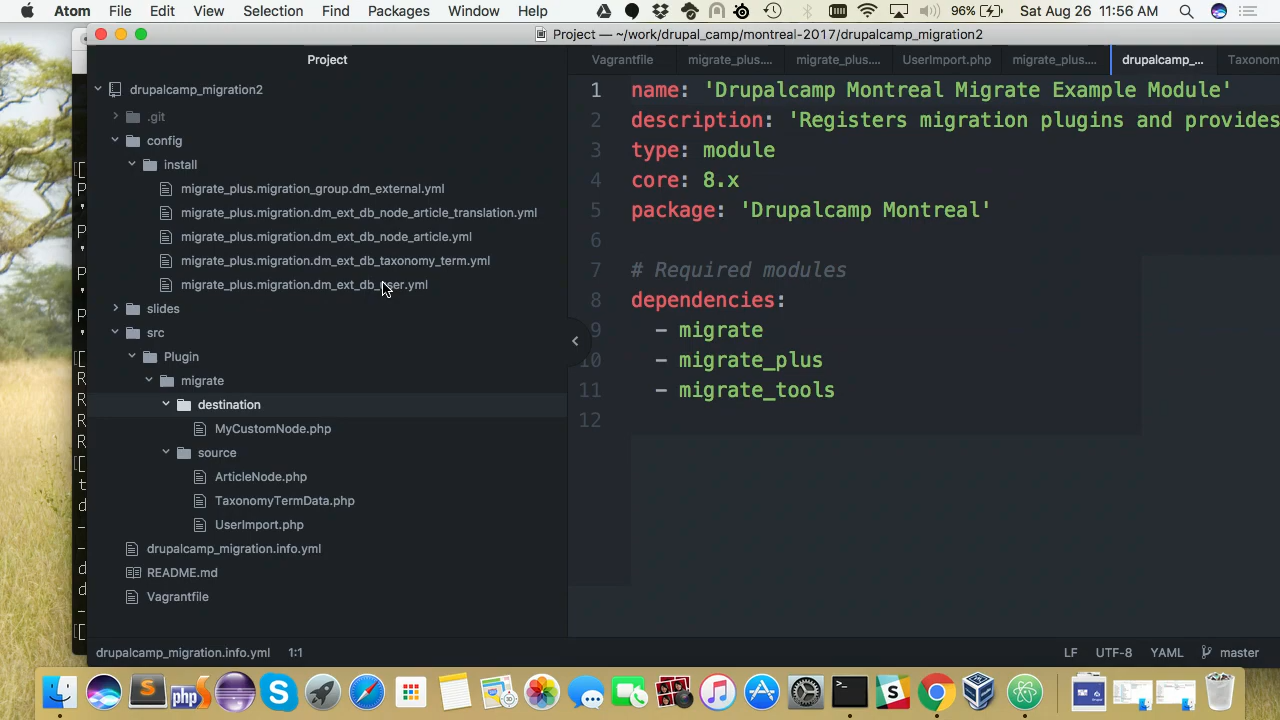 Atom File Edit View Selection Find Packages Window Help 96% Sat Aug 26 11:56 AM
Project — ~/work/drupal_camp/montreal-2017/drupalcamp_migration2
Project
drupalcamp_migration2
.git
config
install
migrate_plus.migration_group.dm_external.yml
migrate_plus.migration.dm_ext_db_node_article_translation.yml
migrate_plus.migration.dm_ext_db_node_article.yml
migrate_plus.migration.dm_ext_db_taxonomy_term.yml
migrate_plus.migration.dm_ext_db_user.yml
slides
src
Plugin
migrate
destination
MyCustomNode.php
source
ArticleNode.php
TaxonomyTermData.php
UserImport.php
drupalcamp_migration.info.yml
README.md
Vagrantfile
Vagrantfile migrate_plus.... migrate_plus.... UserImport.php migrate_plus.... drupalcamp_... Taxonom
1 name: 'Drupalcamp Montreal Migrate Example Module'
2 description: 'Registers migration plugins and provides
3 type: module
4 core: 8.x
5 package: 'Drupalcamp Montreal'
6
7 # Required modules
8 dependencies:
9 - migrate
10 - migrate_plus
11 - migrate_tools
12
drupalcamp_migration.info.yml 1:1 LF UTF-8 YAML master